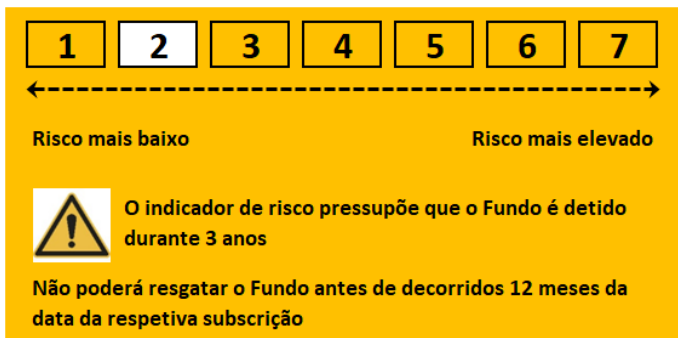 1 2 3 4 5 6 7
Risco mais baixo Risco mais elevado
O indicador de risco pressupõe que o Fundo é detido
durante 3 anos
Não poderá resgatar o Fundo antes de decorridos 12 meses da
data da respetiva subscrição